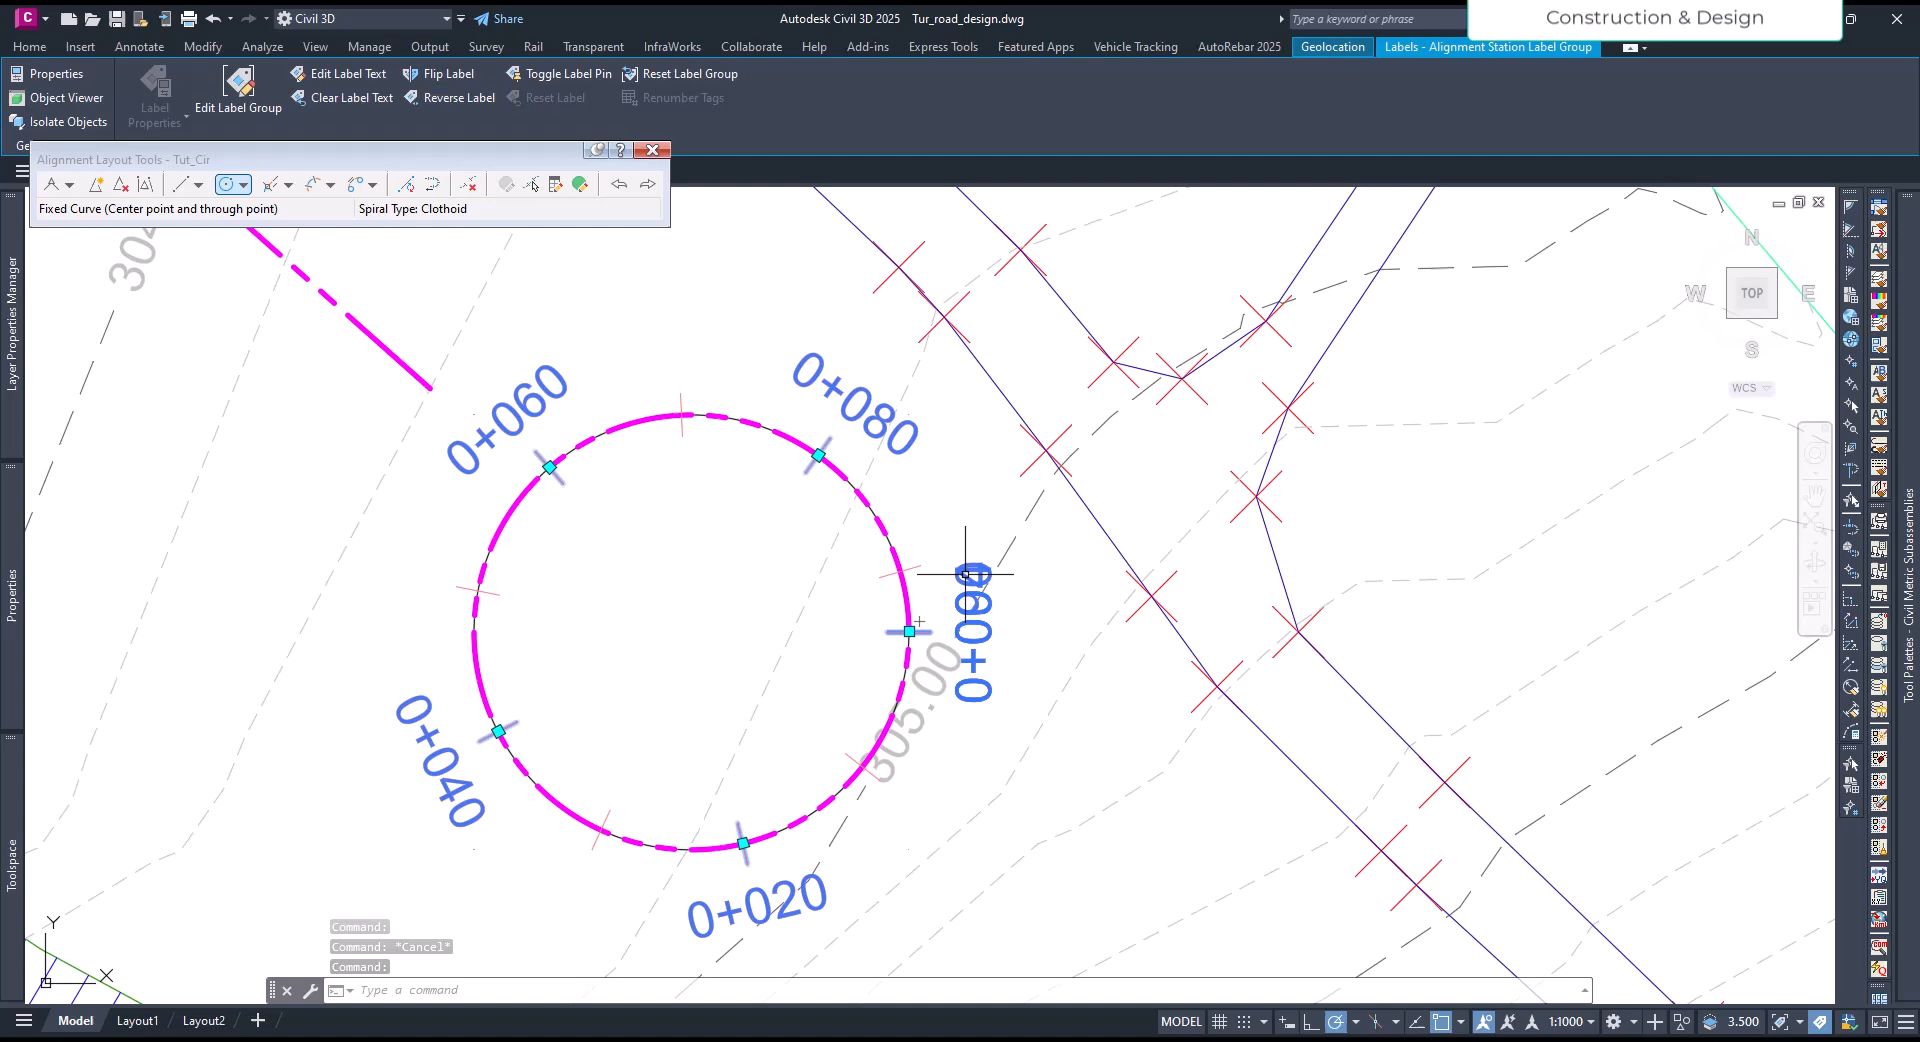 Civil 3D
Share
Autodesk Civil 3D 2025 Tur_road_design.dwg
Type a keyword or phrase
Construction & Design
Home Insert Annotate Modify Analyze View Manage Output Survey Rail Transparent InfraWorks Collaborate Help Add-ins Express Tools Featured Apps Vehicle Tracking AutoRebar 2025 Geolocation Labels - Alignment Station Label Group
Properties
Object Viewer
Isolate Objects
Label
Properties
Edit Label Group
Edit Label Text Flip Label Toggle Label Pin Reset Label Group
Clear Label Text Reverse Label Reset Label Renumber Tags
Alignment Layout Tools - Tut_Cir
Fixed Curve (Center point and through point) Spiral Type: Clothoid
Layer Properties Manager
Properties
Toolspace
Tool Palettes - Civil Metric Subassemblies
N
W TOP E
S
WCS
0+060
0+080
0+040
0+020
305.00
Y
X
Command:
Command: *Cancel*
Command:
Type a command
Model Layout1 Layout2
MODEL 1:1000 3.500